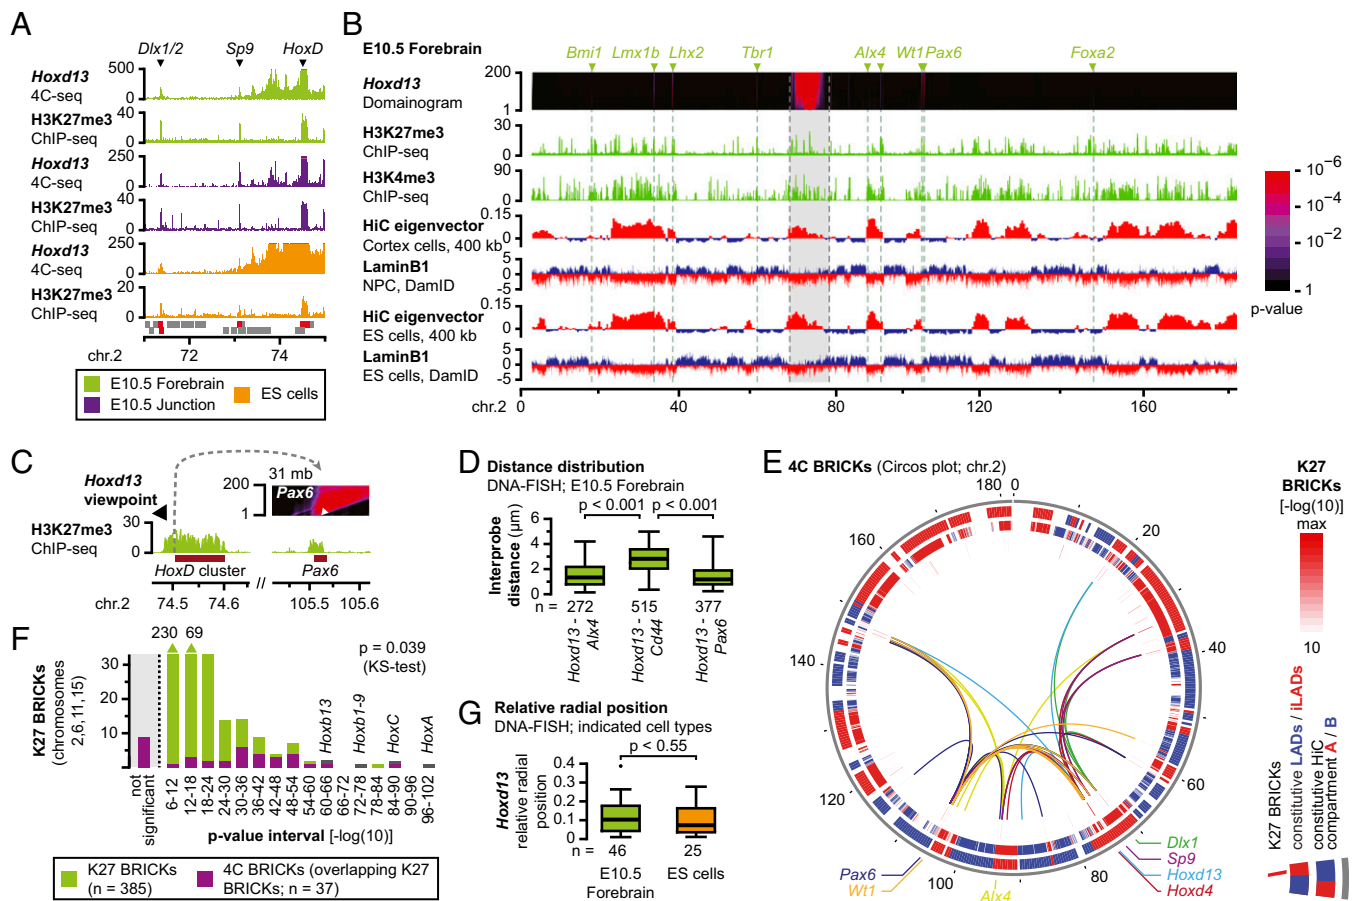 A
Dlx1/2 Sp9 HoxD
Hoxd13
4C-seq
500
0
H3K27me3
ChIP-seq
40
0
Hoxd13
4C-seq
250
0
H3K27me3
ChIP-seq
40
0
Hoxd13
4C-seq
250
0
H3K27me3
ChIP-seq
20
0
chr.2 72 74
E10.5 Forebrain
E10.5 Junction
ES cells
B
E10.5 Forebrain
Bmi1 Lmx1b Lhx2 Tbr1 Alx4 Wt1 Pax6 Foxa2
Hoxd13
Domainogram
200
1
H3K27me3
ChIP-seq
30
0
H3K4me3
ChIP-seq
90
0
HiC eigenvector
Cortex cells, 400 kb
0.15
0
LaminB1
NPC, DamID
5
0
-5
HiC eigenvector
ES cells, 400 kb
0.15
0
LaminB1
ES cells, DamID
5
0
-5
chr.2 0 40 80 120 160
10⁻⁶
10⁻⁴
10⁻²
1
p-value
C
Hoxd13
viewpoint
31 mb
200
1
Pax6
H3K27me3
ChIP-seq
30
0
HoxD cluster // Pax6
chr.2 74.5 74.6 105.5 105.6
D
Distance distribution
DNA-FISH; E10.5 Forebrain
p < 0.001 p < 0.001
Interprobe
distance (μm)
6
4
2
0
n = 272 515 377
Hoxd13 -
Alx4
Hoxd13 -
Cd44
Hoxd13 -
Pax6
E
4C BRICKs (Circos plot; chr.2)
180 0
20
40
60
80
100
120
140
160
Dlx1
Sp9
Hoxd13
Hoxd4
Pax6
Wt1
Alx4
K27
BRICKs
[-log(10)]
max
10
K27 BRICKs
constitutive LADs / iLADs
constitutive HiC
compartment A / B
F
K27 BRICKs
(chromosomes
2,6,11,15)
230 69
30
20
10
0
p = 0.039
(KS-test)
Hoxb13 Hoxb1-9 HoxC HoxA
not
significant
6-12
12-18
18-24
24-30
30-36
36-42
42-48
48-54
54-60
60-66
66-72
72-78
78-84
84-90
90-96
96-102
p-value interval [-log(10)]
K27 BRICKs
(n = 385)
4C BRICKs (overlapping K27
BRICKs; n = 37)
G
Relative radial position
DNA-FISH; indicated cell types
p < 0.55
Hoxd13
relative radial
position
0.4
0.3
0.2
0.1
0
n = 46 25
E10.5
Forebrain
ES cells